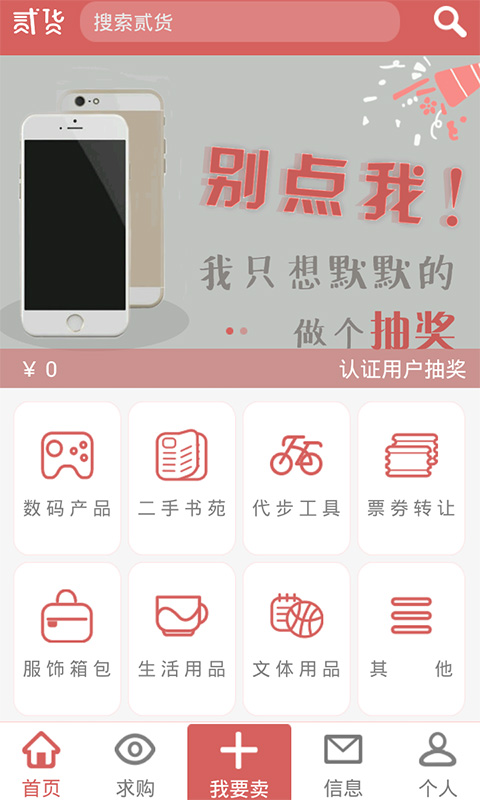 贰货
搜索贰货
别点我！
我只想默默的
做个抽奖
¥ 0
认证用户抽奖
数码产品
二手书苑
代步工具
票券转让
服饰箱包
生活用品
文体用品
其他
首页
求购
我要卖
信息
个人